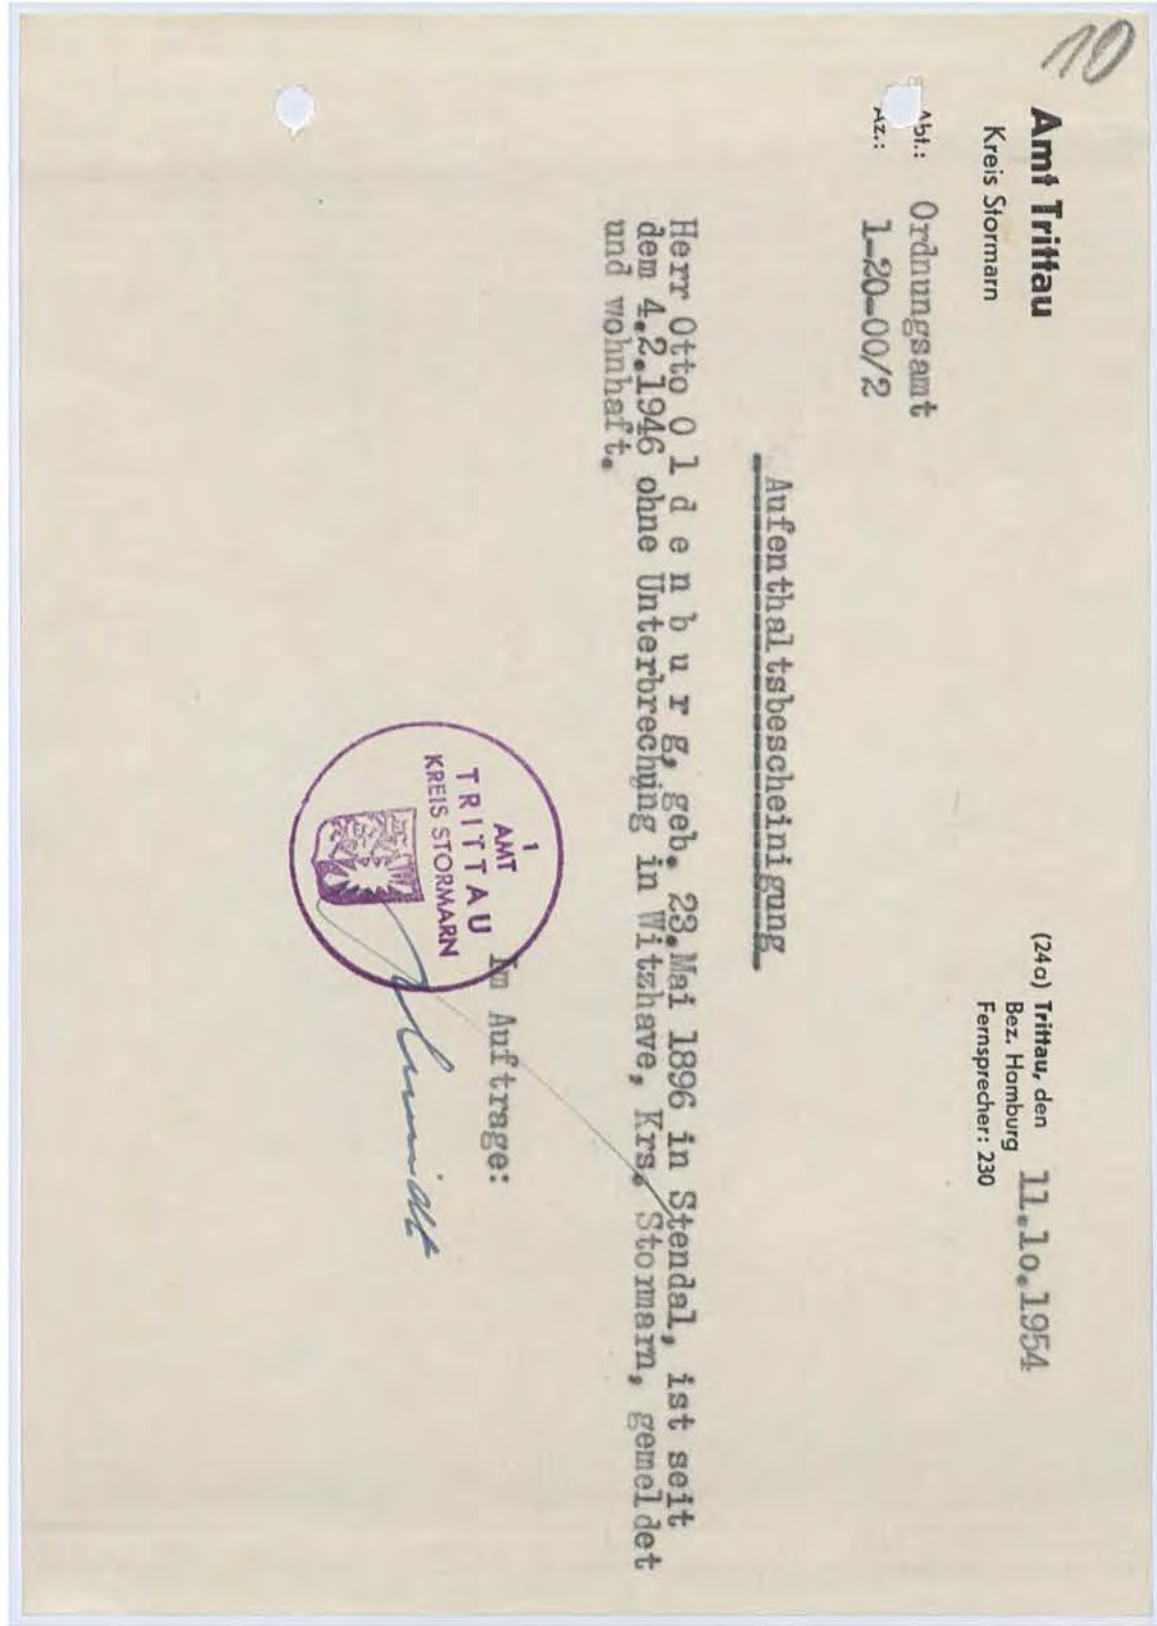 10
Amt Trittau
Kreis Stormarn
Abt.: Ordnungsamt
Az.: 1-20-00/2
(24a) Trittau, den 11.10.1954
Bez. Hamburg
Fernsprecher: 230
Aufenthaltsbescheinigung
Herr Otto O l d e n b u r g, geb. 23.Mai 1896 in Stendal, ist seit
dem 4.2.1946 ohne Unterbrechung in Witzhave, Krs. Stormarn, gemeldet
und wohnhaft.
Im Auftrage:
1
AMT
TRITTAU
KREIS STORMARN